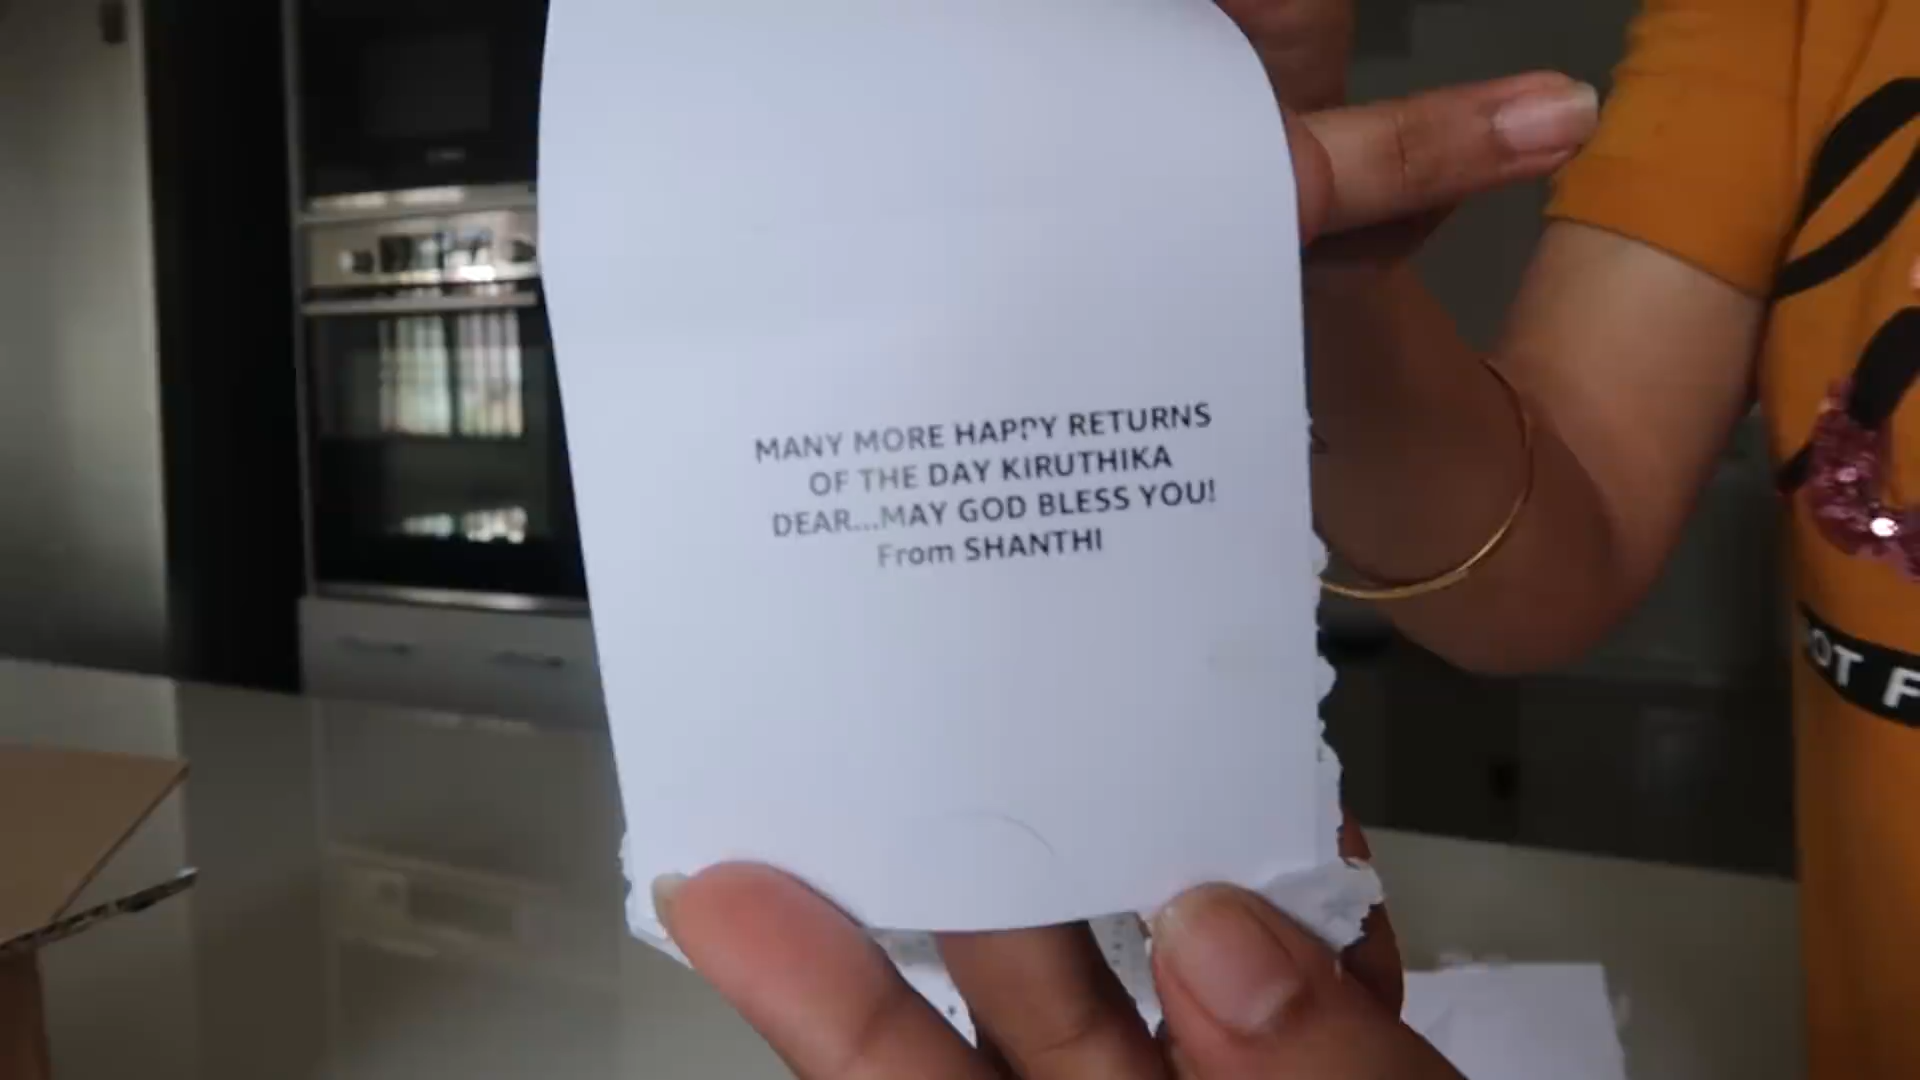 MANY MORE HAPPY RETURNS
OF THE DAY KIRUTHIKA
DEAR...MAY GOD BLESS YOU!
From SHANTHI